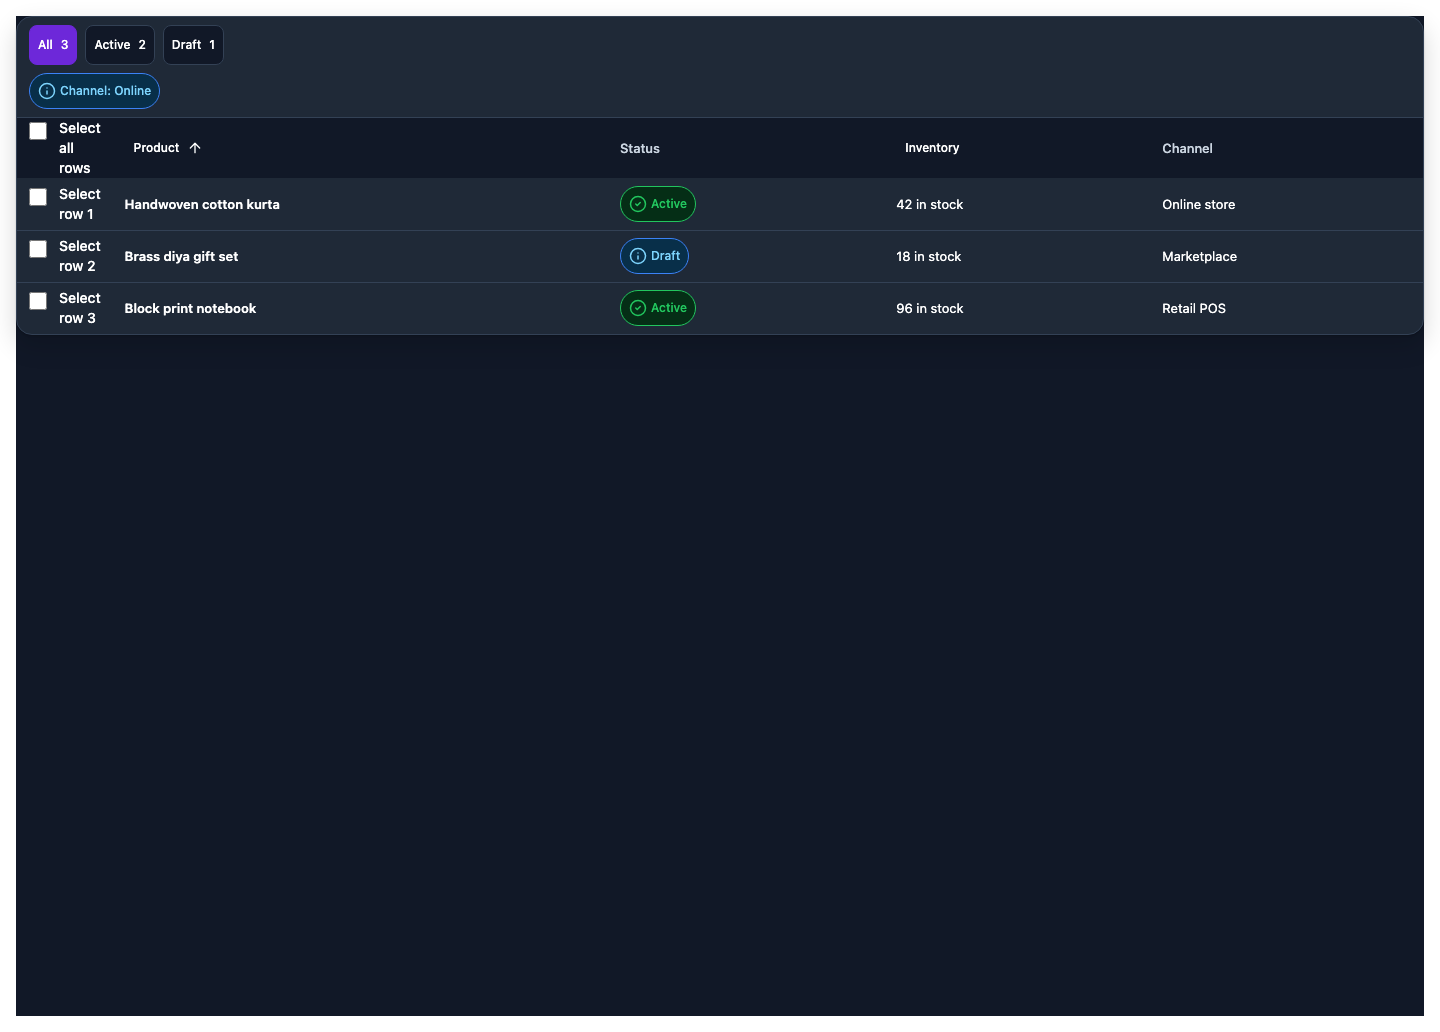 All 3 Active 2 Draft 1
Channel: Online
Select all rows Product Status Inventory Channel
Select row 1 Handwoven cotton kurta Active 42 in stock Online store
Select row 2 Brass diya gift set Draft 18 in stock Marketplace
Select row 3 Block print notebook Active 96 in stock Retail POS